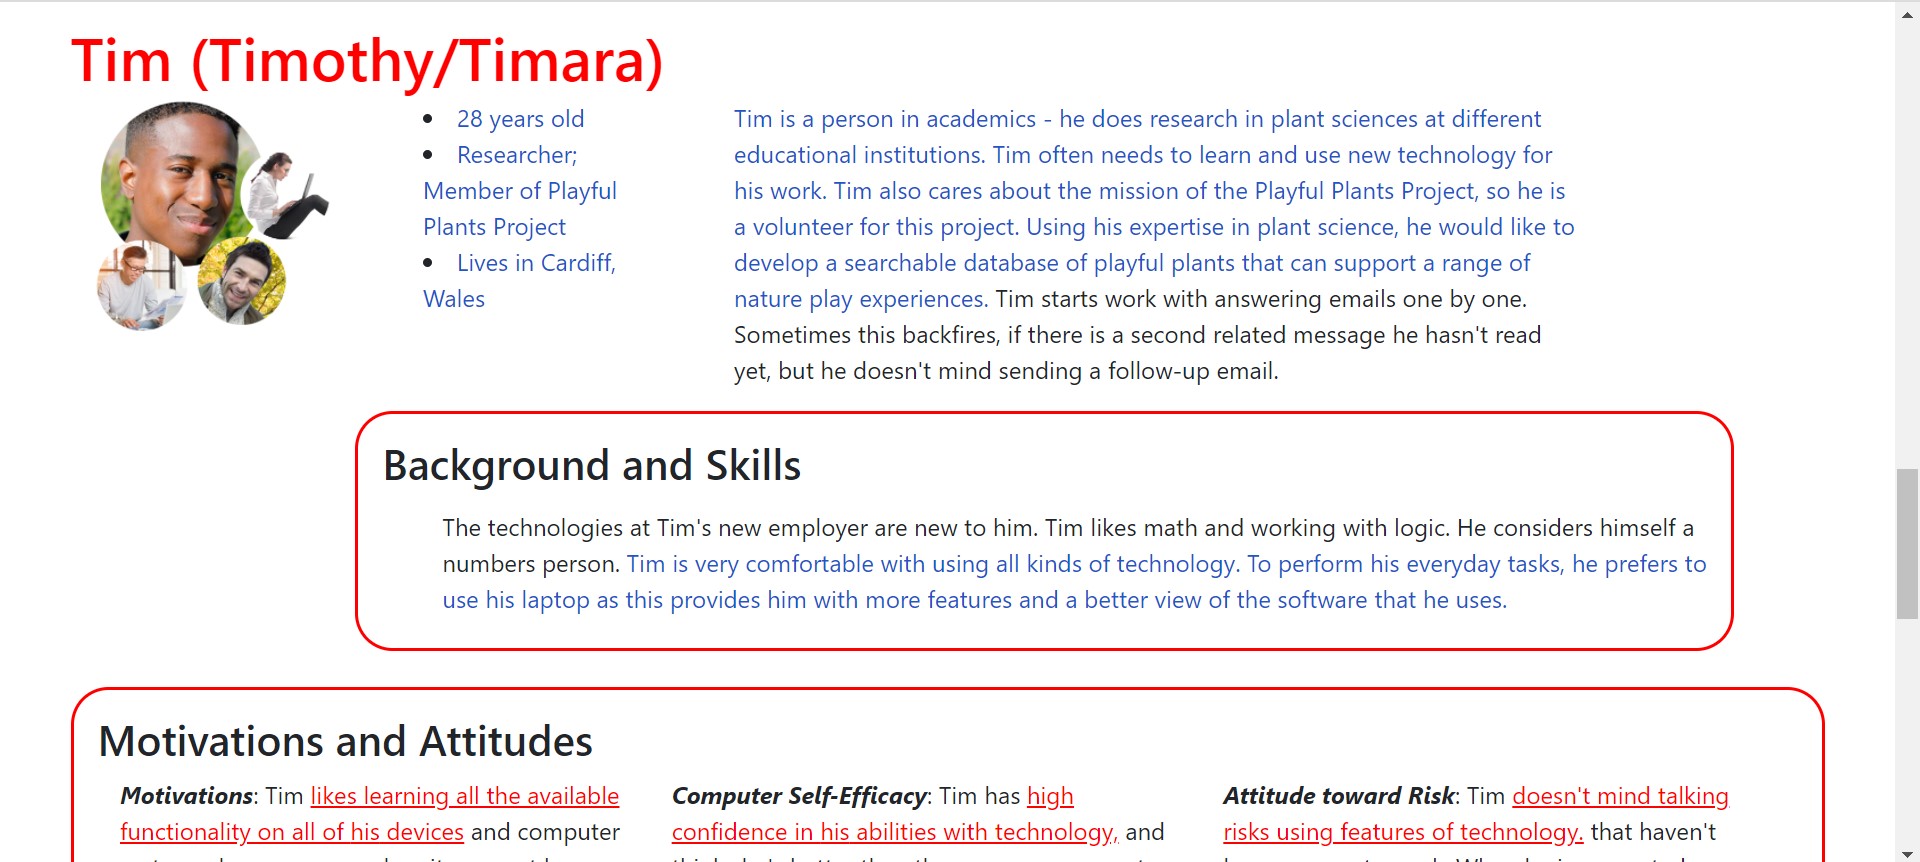 Tim (Timothy/Timara)
28 years old
Researcher;
Member of Playful
Plants Project
Lives in Cardiff,
Wales
Tim is a person in academics - he does research in plant sciences at different
educational institutions. Tim often needs to learn and use new technology for
his work. Tim also cares about the mission of the Playful Plants Project, so he is
a volunteer for this project. Using his expertise in plant science, he would like to
develop a searchable database of playful plants that can support a range of
nature play experiences. Tim starts work with answering emails one by one.
Sometimes this backfires, if there is a second related message he hasn't read
yet, but he doesn't mind sending a follow-up email.
Background and Skills
The technologies at Tim's new employer are new to him. Tim likes math and working with logic. He considers himself a
numbers person. Tim is very comfortable with using all kinds of technology. To perform his everyday tasks, he prefers to
use his laptop as this provides him with more features and a better view of the software that he uses.
Motivations and Attitudes
Motivations: Tim likes learning all the available
functionality on all of his devices and computer
Computer Self-Efficacy: Tim has high
confidence in his abilities with technology, and
Attitude toward Risk: Tim doesn't mind talking
risks using features of technology. that haven't